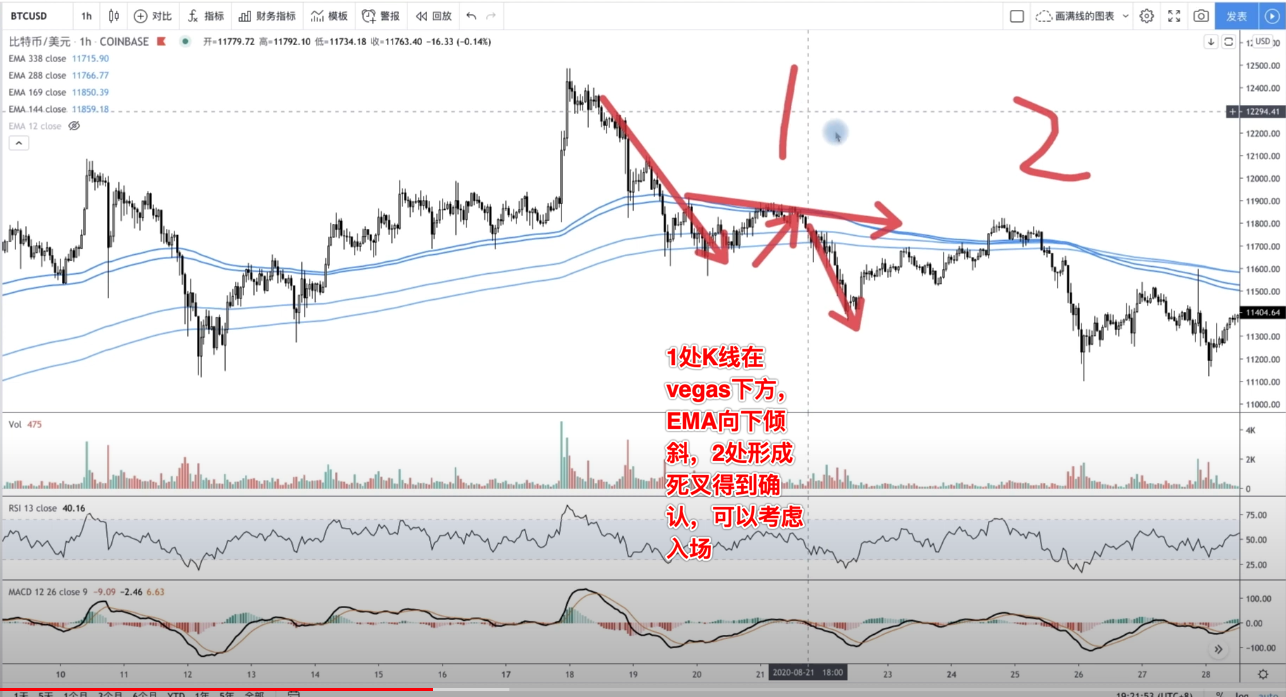 BTCUSD 1h 对比 指标 财务指标 模板 警报 回放 画满线的图表 发表
比特币/美元 · 1h · COINBASE 开=11779.72 高=11792.10 低=11734.18 收=11763.40 −16.33 (−0.14%)
USD
EMA 338 close 11715.90
EMA 288 close 11766.77
EMA 169 close 11850.39
EMA 144 close 11859.18
EMA 12 close
12500.00
12400.00
12294.41
12200.00
12100.00
12000.00
11900.00
11800.00
11700.00
11600.00
11500.00
11404.64
11300.00
11200.00
11100.00
11000.00
1 2
1处K线在
vegas下方，
EMA向下倾
斜，2处形成
死叉得到确
认，可以考虑
入场
Vol 475
4K
2K
0
RSI 13 close 40.16
75.00
50.00
25.00
MACD 12 26 close 9 −9.09 −2.46 6.63
100.00
0.00
−100.00
10 11 12 13 14 15 16 17 18 19 20 21 2020-08-21 18:00 23 24 25 26 27 28
1天 5天 1个月 3个月 6个月 YTD 1年 5年 全部 19:21:53 (UTC+8) % log auto